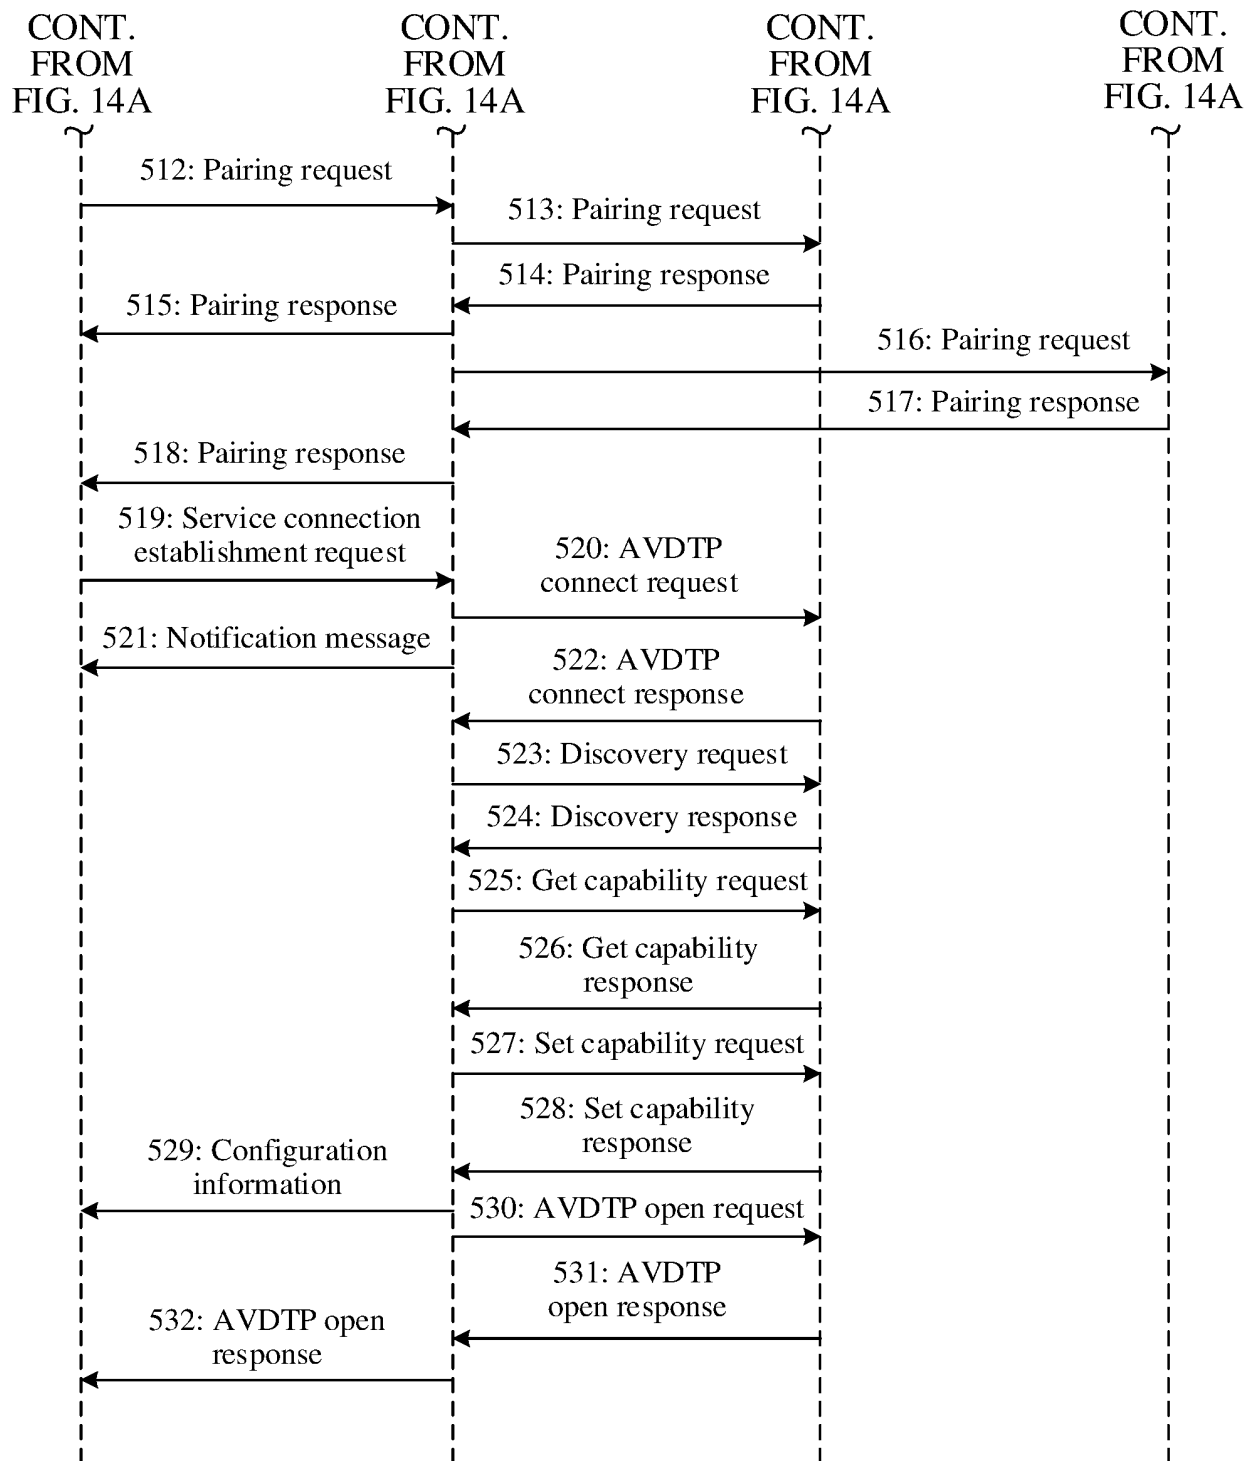 CONT.
FROM
FIG. 14A
CONT.
FROM
FIG. 14A
CONT.
FROM
FIG. 14A
CONT.
FROM
FIG. 14A
512: Pairing request
513: Pairing request
514: Pairing response
515: Pairing response
516: Pairing request
517: Pairing response
518: Pairing response
519: Service connection
establishment request
520: AVDTP
connect request
521: Notification message
522: AVDTP
connect response
523: Discovery request
524: Discovery response
525: Get capability request
526: Get capability
response
527: Set capability request
528: Set capability
response
529: Configuration
information
530: AVDTP open request
531: AVDTP
open response
532: AVDTP open
response